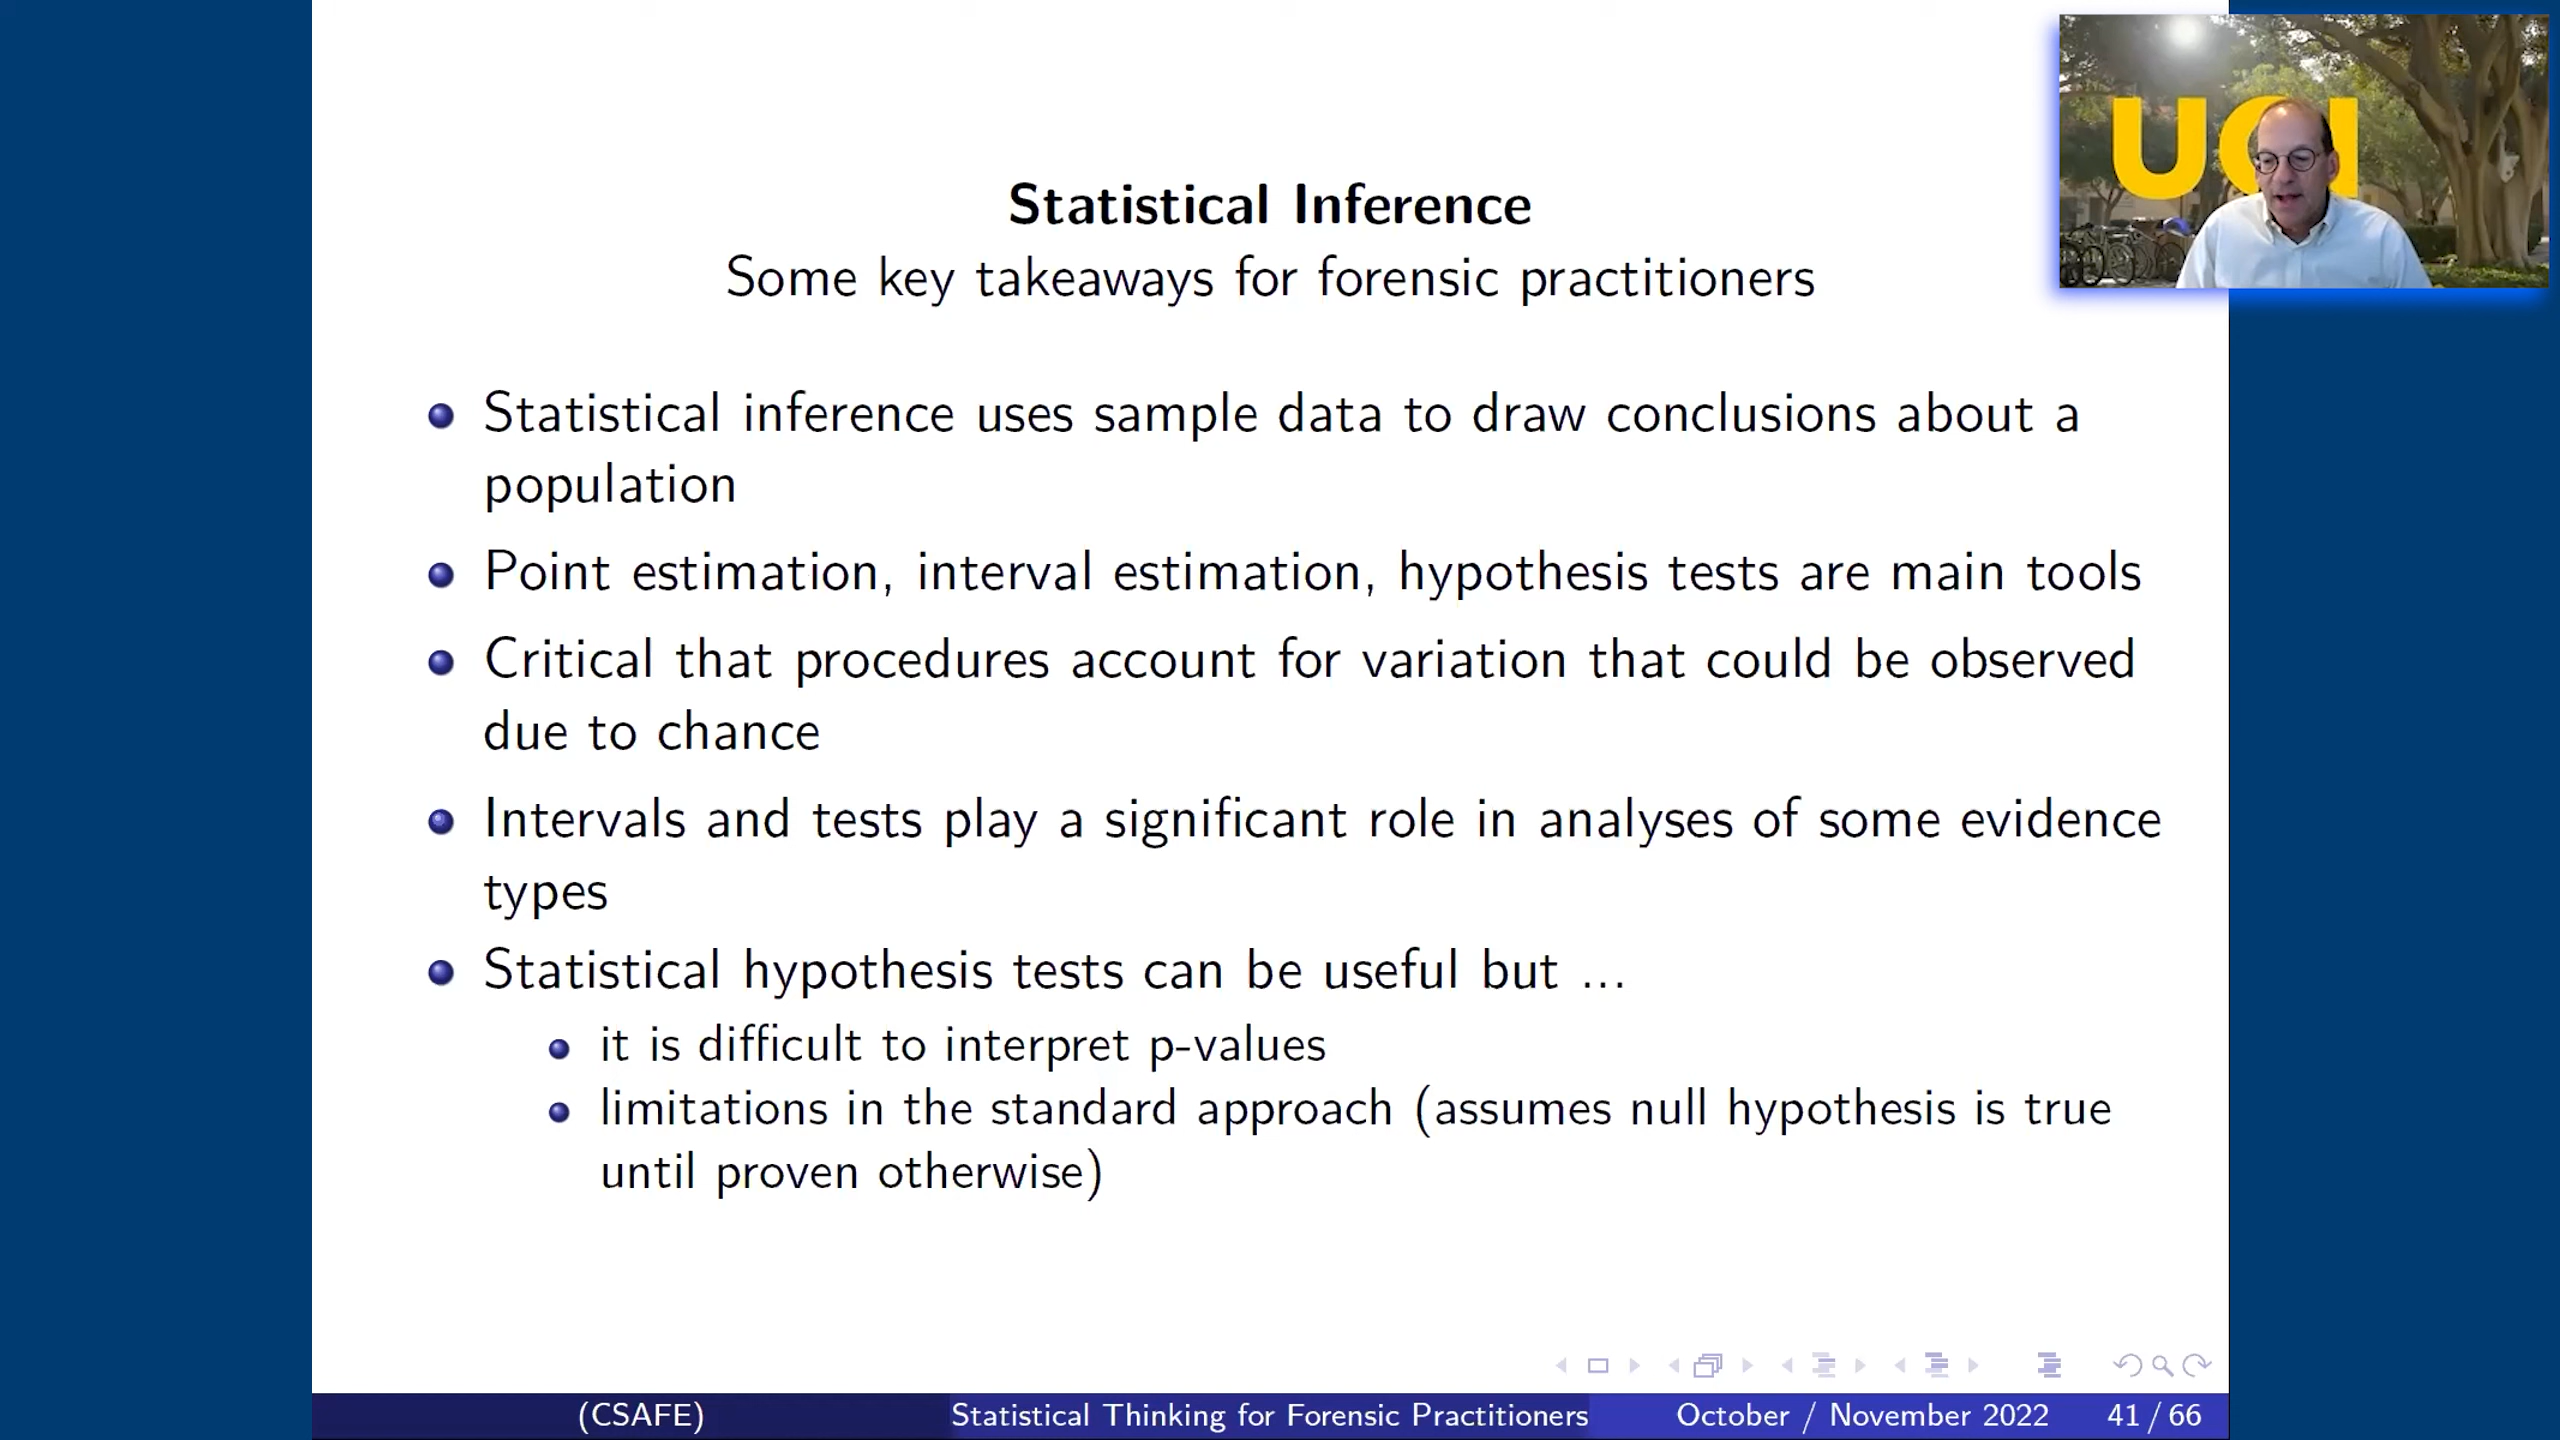 UCI
Statistical Inference
Some key takeaways for forensic practitioners
Statistical inference uses sample data to draw conclusions about a
population
Point estimation, interval estimation, hypothesis tests are main tools
Critical that procedures account for variation that could be observed
due to chance
Intervals and tests play a significant role in analyses of some evidence
types
Statistical hypothesis tests can be useful but ...
it is difficult to interpret p-values
limitations in the standard approach (assumes null hypothesis is true
until proven otherwise)
(CSAFE) Statistical Thinking for Forensic Practitioners October / November 2022 41 / 66